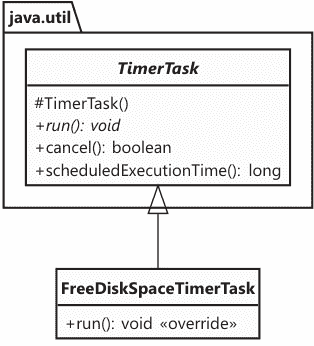 java.util
TimerTask
#TimerTask()
+run(): void
+cancel(): boolean
+scheduledExecutionTime(): long
FreeDiskSpaceTimerTask
+run(): void «override»